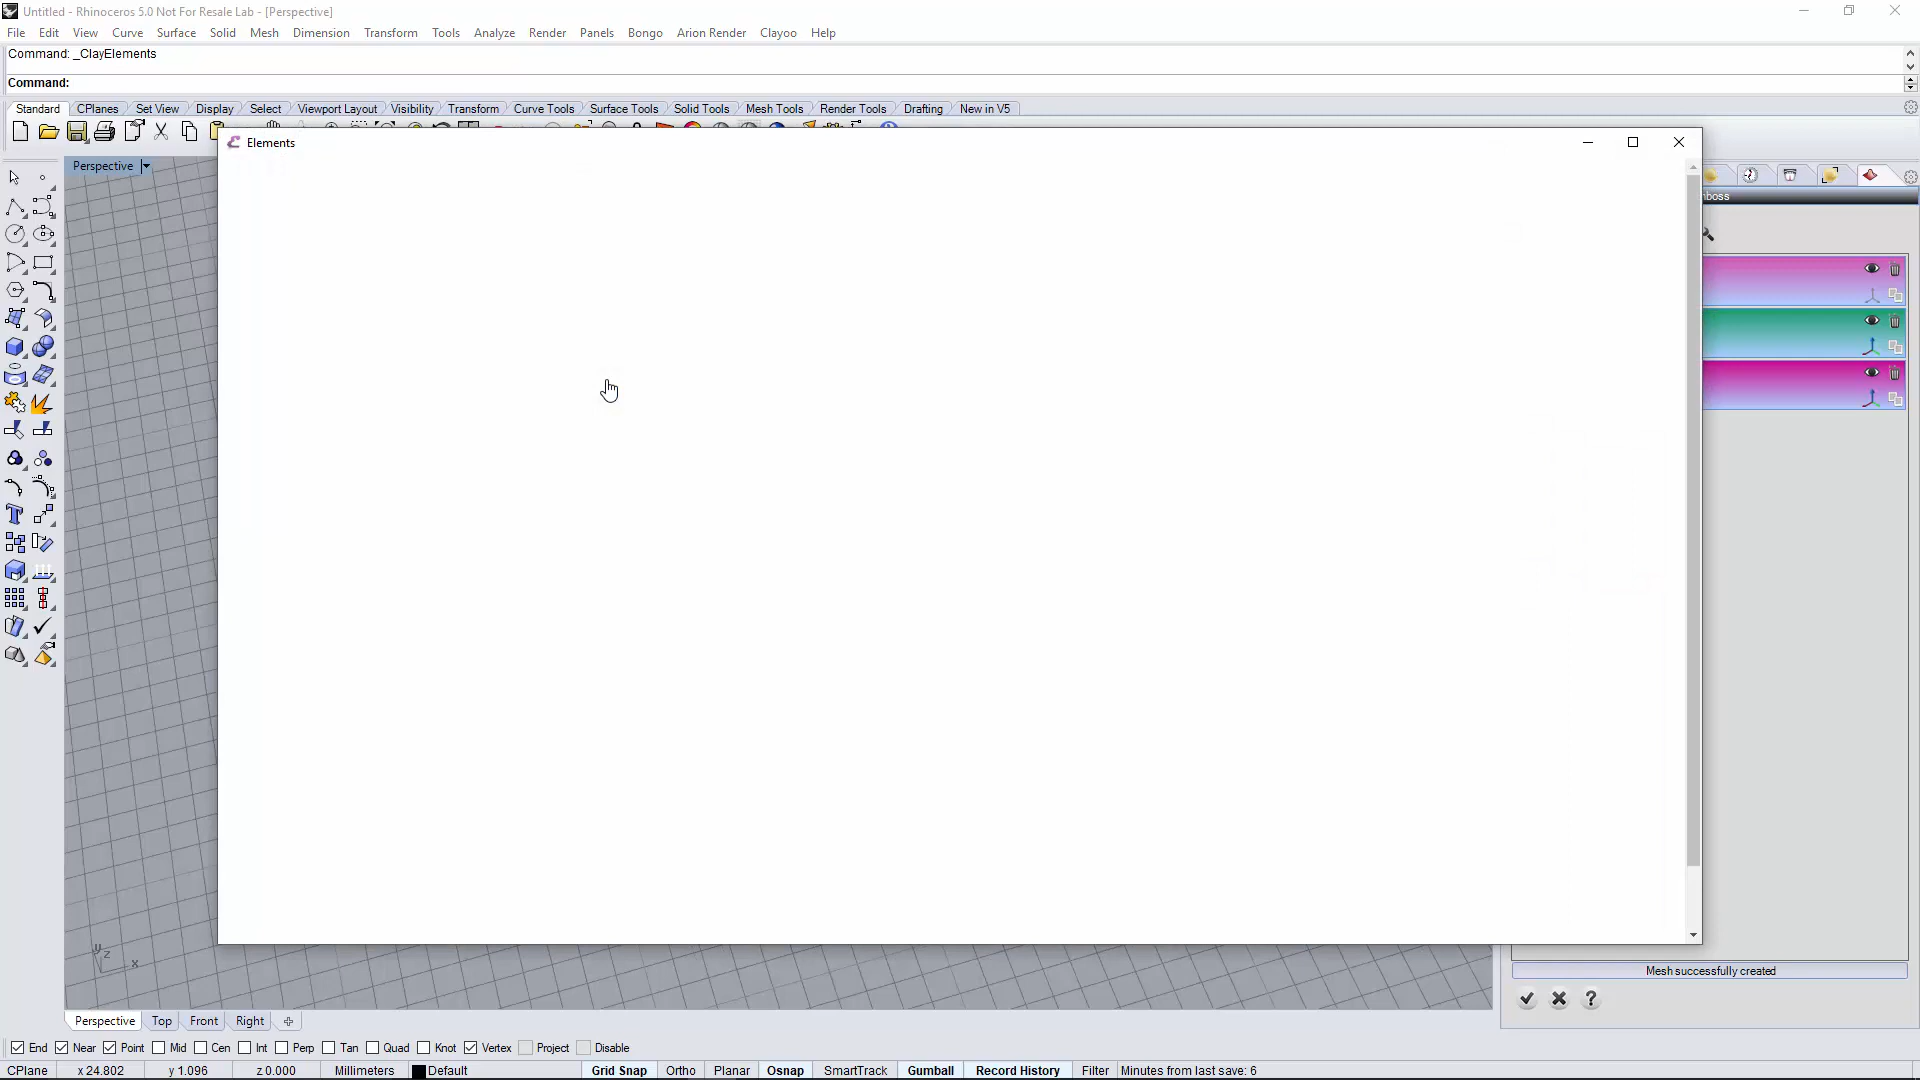 Untitled - Rhinoceros 5.0 Not For Resale Lab - [Perspective]
File Edit View Curve Surface Solid Mesh Dimension Transform Tools Analyze Render Panels Bongo Arion Render Clayoo Help
Command: _ClayElements
Command:
Standard CPlanes Set View Display Select Viewport Layout Visibility Transform Curve Tools Surface Tools Solid Tools Mesh Tools Render Tools Drafting New in V5
Elements
Perspective
y
z
x
Mesh successfully created
Perspective Top Front Right
End Near Point Mid Cen Int Perp Tan Quad Knot Vertex Project Disable
CPlane x 24.802 y 1.096 z 0.000 Millimeters Default Grid Snap Ortho Planar Osnap SmartTrack Gumball Record History Filter Minutes from last save: 6